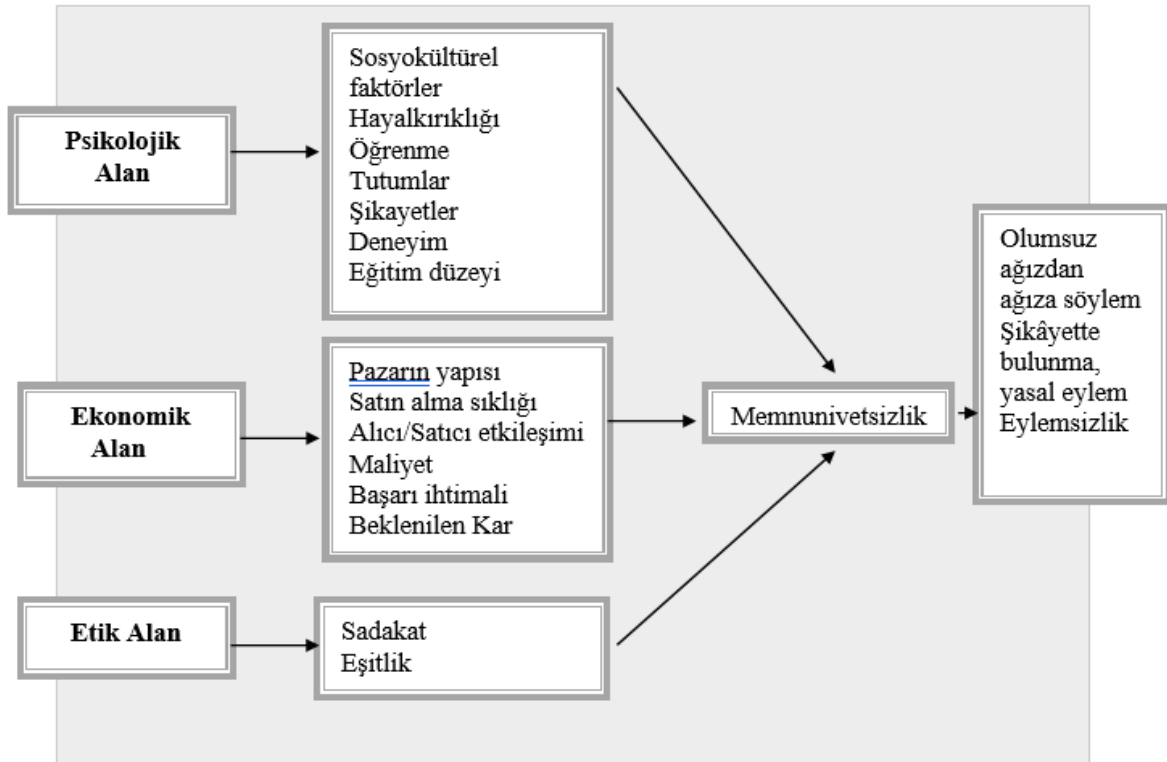 Psikolojik
Alan
Sosyokültürel
faktörler
Hayalkırıklığı
Öğrenme
Tutumlar
Şikayetler
Deneyim
Eğitim düzeyi
Ekonomik
Alan
Pazarın yapısı
Satın alma sıklığı
Alıcı/Satıcı etkileşimi
Maliyet
Başarı ihtimali
Beklenilen Kar
Etik Alan
Sadakat
Eşitlik
Memnunivetsizlik
Olumsuz
ağızdan
ağıza söylem
Şikâyette
bulunma,
yasal eylem
Eylemsizlik